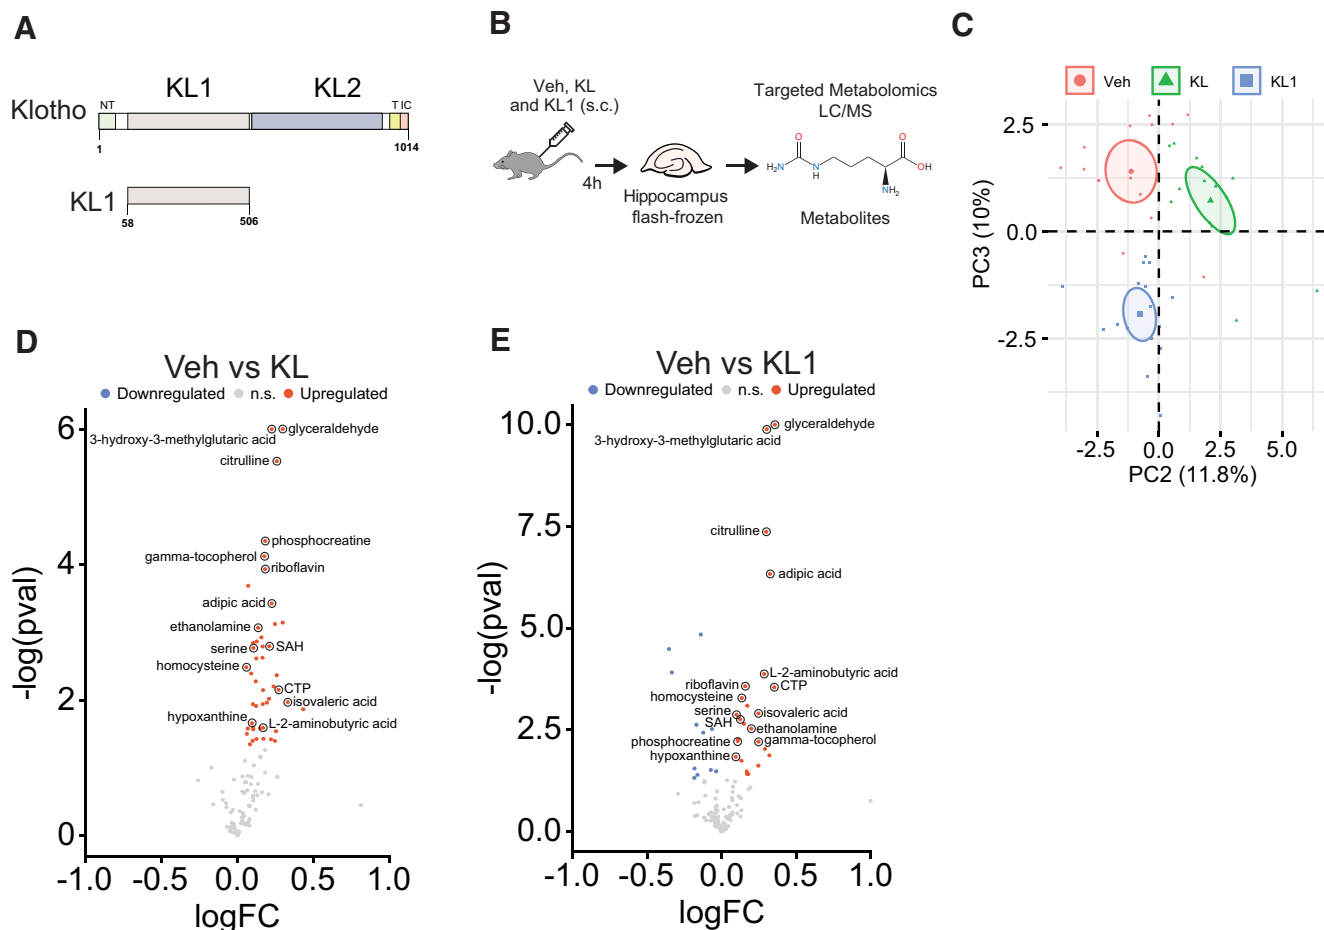 A
KL1
KL2
Klotho
NT
T IC
1
1014
KL1
58
506
B
Veh, KL
and KL1 (s.c.)
4h
Hippocampus
flash-frozen
Targeted Metabolomics
LC/MS
O
O
H₂N
N
H
OH
NH₂
Metabolites
C
Veh
KL
KL1
2.5
0.0
-2.5
PC3 (10%)
-2.5
0.0
2.5
5.0
PC2 (11.8%)
D
Veh vs KL
Downregulated
n.s.
Upregulated
6
4
2
0
-log(pval)
glyceraldehyde
3-hydroxy-3-methylglutaric acid
citrulline
phosphocreatine
gamma-tocopherol
riboflavin
adipic acid
ethanolamine
serine
SAH
homocysteine
CTP
isovaleric acid
hypoxanthine
L-2-aminobutyric acid
-1.0
-0.5
0.0
0.5
1.0
logFC
E
Veh vs KL1
Downregulated
n.s.
Upregulated
10.0
7.5
5.0
2.5
0.0
-log(pval)
glyceraldehyde
3-hydroxy-3-methylglutaric acid
citrulline
adipic acid
L-2-aminobutyric acid
riboflavin
CTP
homocysteine
serine
isovaleric acid
SAH
ethanolamine
phosphocreatine
gamma-tocopherol
hypoxanthine
-1.0
-0.5
0.0
0.5
1.0
logFC